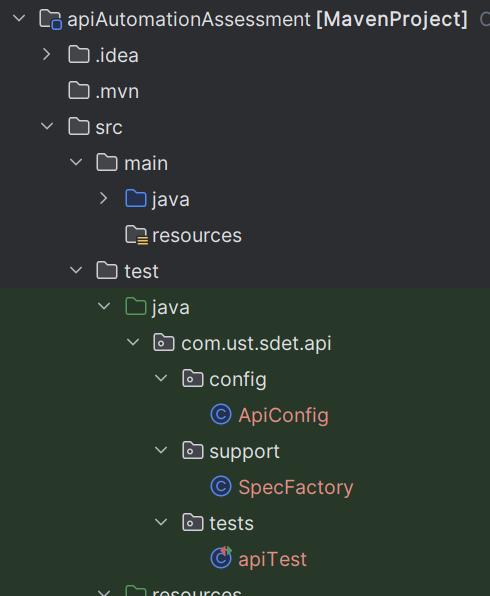 apiAutomationAssessment [MavenProject]
.idea
.mvn
src
main
java
resources
test
java
com.ust.sdet.api
config
ApiConfig
support
SpecFactory
tests
apiTest
resources